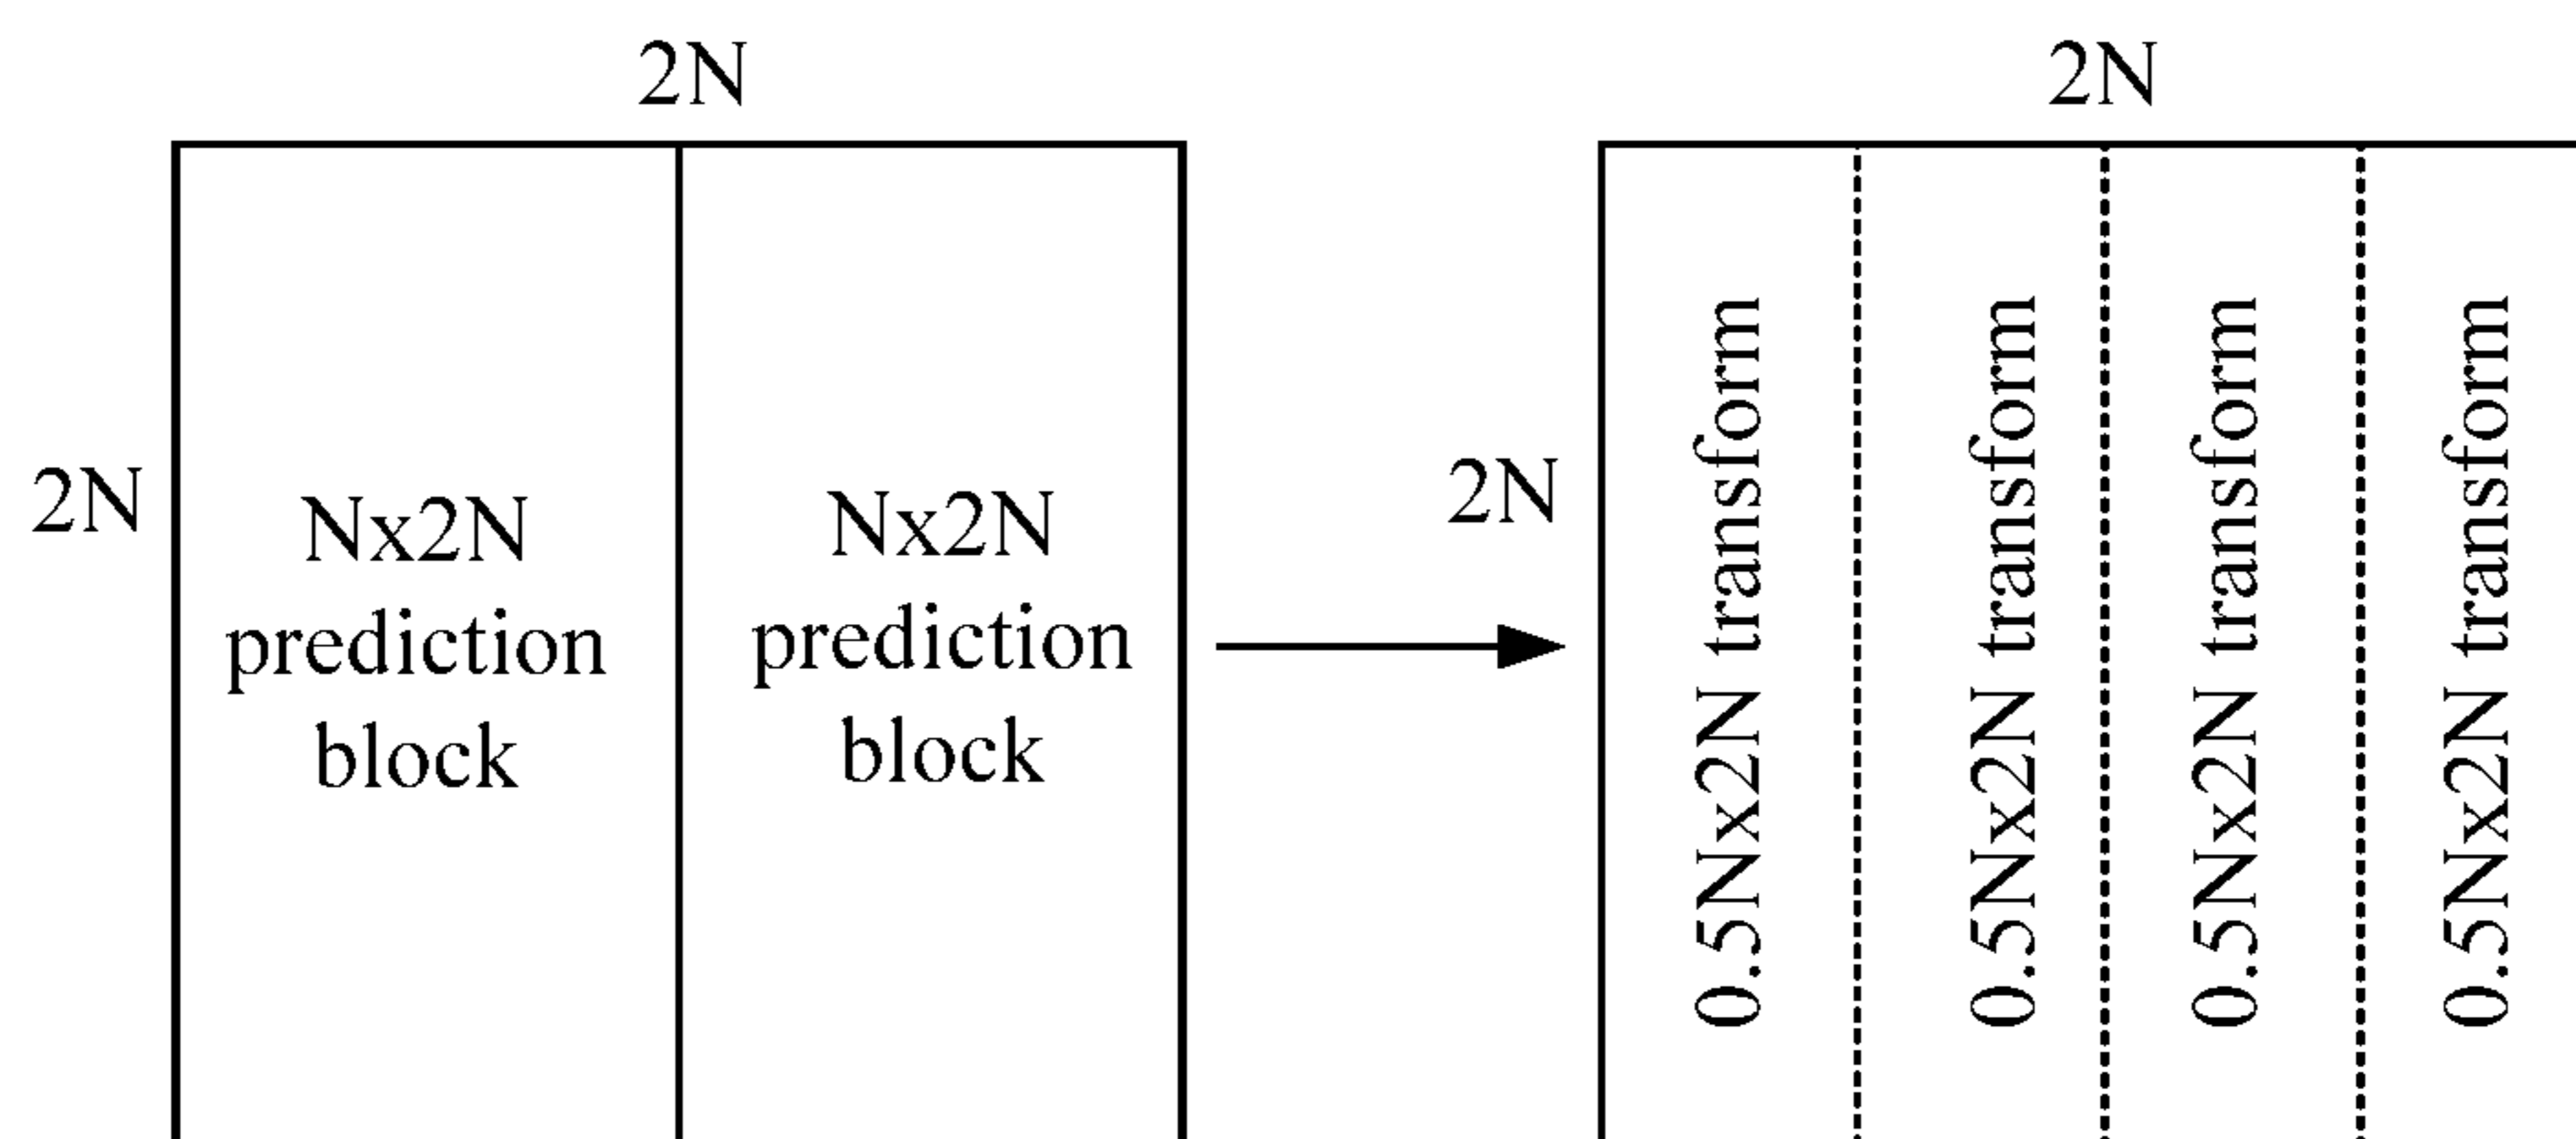 2N
2N
Nx2N
prediction
block
Nx2N
prediction
block
2N
2N
0.5Nx2N transform
0.5Nx2N transform
0.5Nx2N transform
0.5Nx2N transform